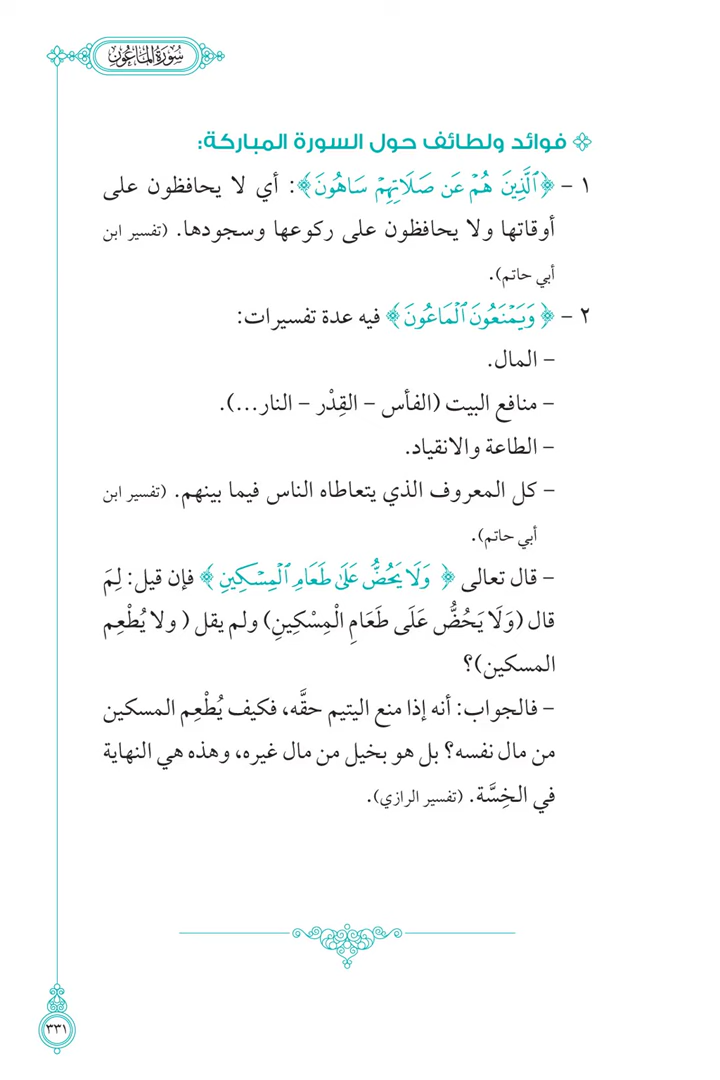 سُورَةُ المَاعُونِ
فوائد ولطائف حول السورة المباركة:
١ - ﴿ٱلَّذِينَ هُمۡ عَن صَلَاتِهِمۡ سَاهُونَ﴾: أي لا يحافظون على
أوقاتها ولا يحافظون على ركوعها وسجودها. (تفسير ابن
أبي حاتم).
٢ - ﴿وَيَمۡنَعُونَ ٱلۡمَاعُونَ﴾ فيه عدة تفسيرات:
- المال.
- منافع البيت (الفأس - القِدْر - النار...).
- الطاعة والانقياد.
- كل المعروف الذي يتعاطاه الناس فيما بينهم. (تفسير ابن
أبي حاتم).
- قال تعالى ﴿وَلَا يَحُضُّ عَلَىٰ طَعَامِ ٱلۡمِسۡكِينِ﴾ فإن قيل: لِمَ
قال (وَلَا يَحُضُّ عَلَى طَعَامِ الْمِسْكِينِ) ولم يقل ( ولا يُطْعِم
المسكين)؟
- فالجواب: أنه إذا منع اليتيم حقَّه، فكيف يُطْعِم المسكين
من مال نفسه؟ بل هو بخيل من مال غيره، وهذه هي النهاية
في الخِسَّة. (تفسير الرازي).
٣٣١